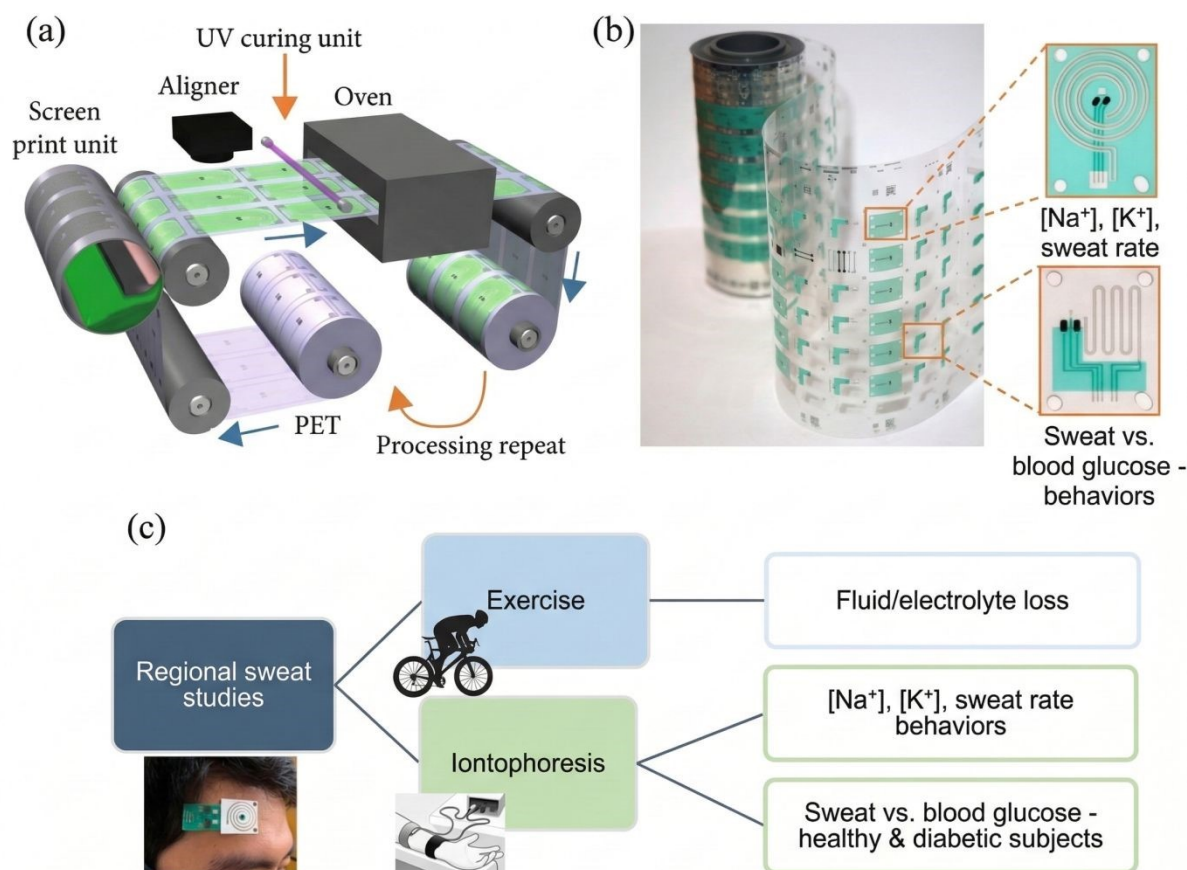 (a)
UV curing unit
Aligner
Oven
Screen
print unit
PET
Processing repeat
(b)
[Na⁺], [K⁺],
sweat rate
Sweat vs.
blood glucose -
behaviors
(c)
Regional sweat
studies
Exercise
Iontophoresis
Fluid/electrolyte loss
[Na⁺], [K⁺], sweat rate
behaviors
Sweat vs. blood glucose -
healthy & diabetic subjects